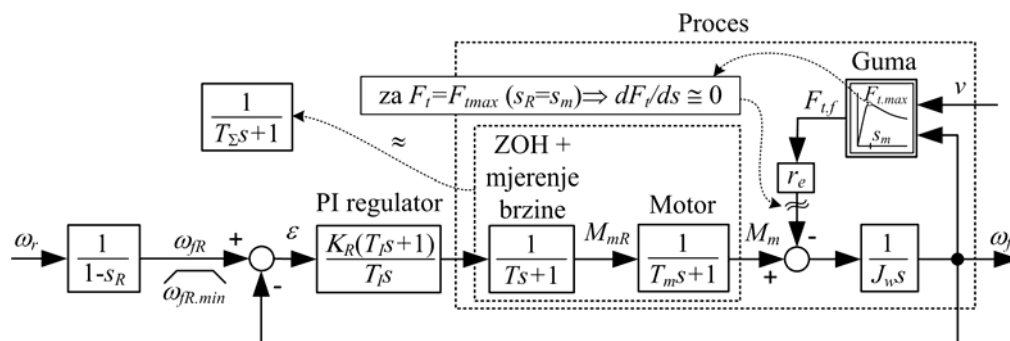 Proces
Guma
za F_t=F_tmax (s_R=s_m)⇒ dF_t/ds ≅ 0
F_t.max
s_m
v
F_t.f
r_e
1
T_Σs+1
≈
ZOH +
mjerenje
brzine
Motor
PI regulator
ω_r
1
1-s_R
ω_fR
ω_fR.min
+
-
ε
K_R(T_Is+1)
T_Is
1
Ts+1
M_mR
1
T_ms+1
M_m
+
-
1
J_ws